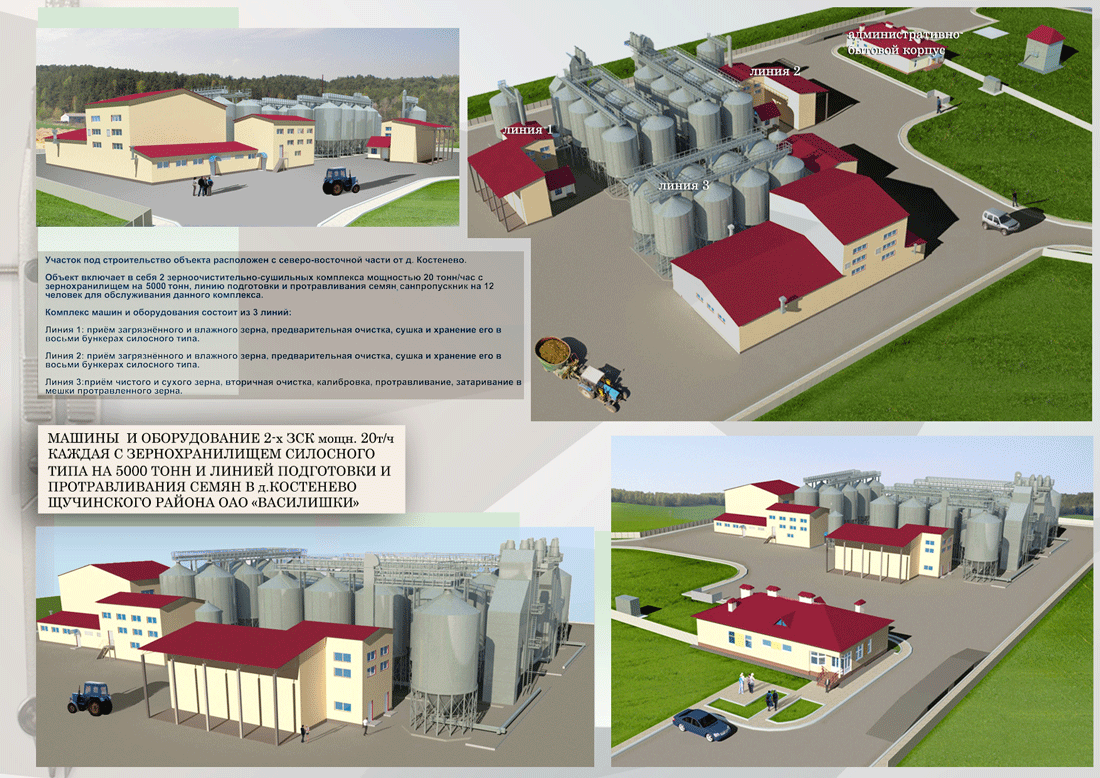 административно-
бытовой корпус
линия 2
линия 1
линия 3
Участок под строительство объекта расположен с северо-восточной части от д. Костенево.
Объект включает в себя 2 зерноочистительно-сушильных комплекса мощностью 20 тонн/час с
зернохранилищем на 5000 тонн, линию подготовки и протравливания семян, санпропускник на 12
человек для обслуживания данного комплекса.
Комплекс машин и оборудования состоит из 3 линий:
Линия 1: приём загрязнённого и влажного зерна, предварительная очистка, сушка и хранение его в
восьми бункерах силосного типа.
Линия 2: приём загрязнённого и влажного зерна, предварительная очистка, сушка и хранение его в
восьми бункерах силосного типа.
Линия 3:приём чистого и сухого зерна, вторичная очистка, калибровка, протравливание, затаривание в
мешки протравленного зерна.
МАШИНЫ И ОБОРУДОВАНИЕ 2-х ЗСК мощн. 20т/ч
КАЖДАЯ С ЗЕРНОХРАНИЛИЩЕМ СИЛОСНОГО
ТИПА НА 5000 ТОНН И ЛИНИЕЙ ПОДГОТОВКИ И
ПРОТРАВЛИВАНИЯ СЕМЯН В д.КОСТЕНЕВО
ЩУЧИНСКОГО РАЙОНА ОАО «ВАСИЛИШКИ»